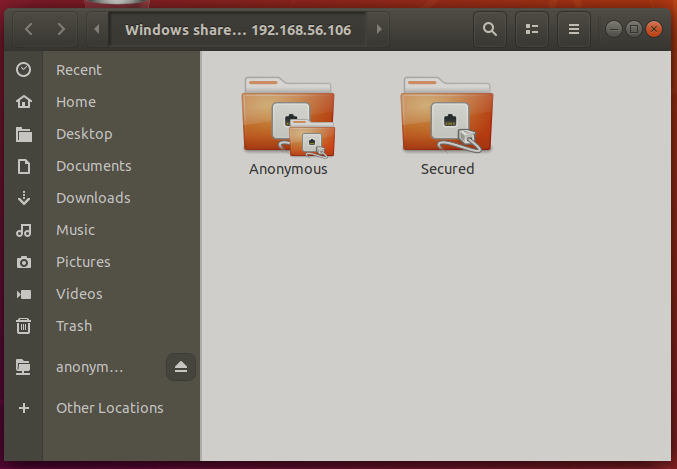 Windows share… 192.168.56.106
Recent
Home
Desktop
Documents
Downloads
Music
Pictures
Videos
Trash
anonym…
Other Locations
Anonymous
Secured